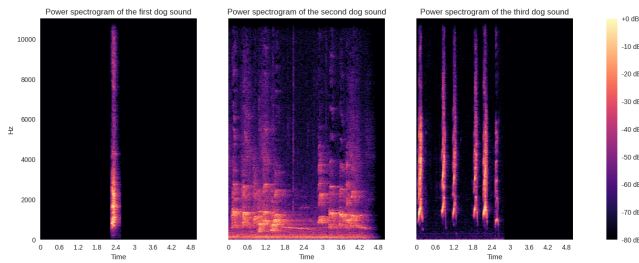 Power spectrogram of the first dog sound
Power spectrogram of the second dog sound
Power spectrogram of the third dog sound
+0 dB
10000
-10 dB
-20 dB
8000
-30 dB
6000
Hz
-40 dB
4000
-50 dB
-60 dB
2000
-70 dB
0
-80 dB
0 0.6 1.2 1.8 2.4 3 3.6 4.2 4.8
0 0.6 1.2 1.8 2.4 3 3.6 4.2 4.8
0 0.6 1.2 1.8 2.4 3 3.6 4.2 4.8
Time
Time
Time